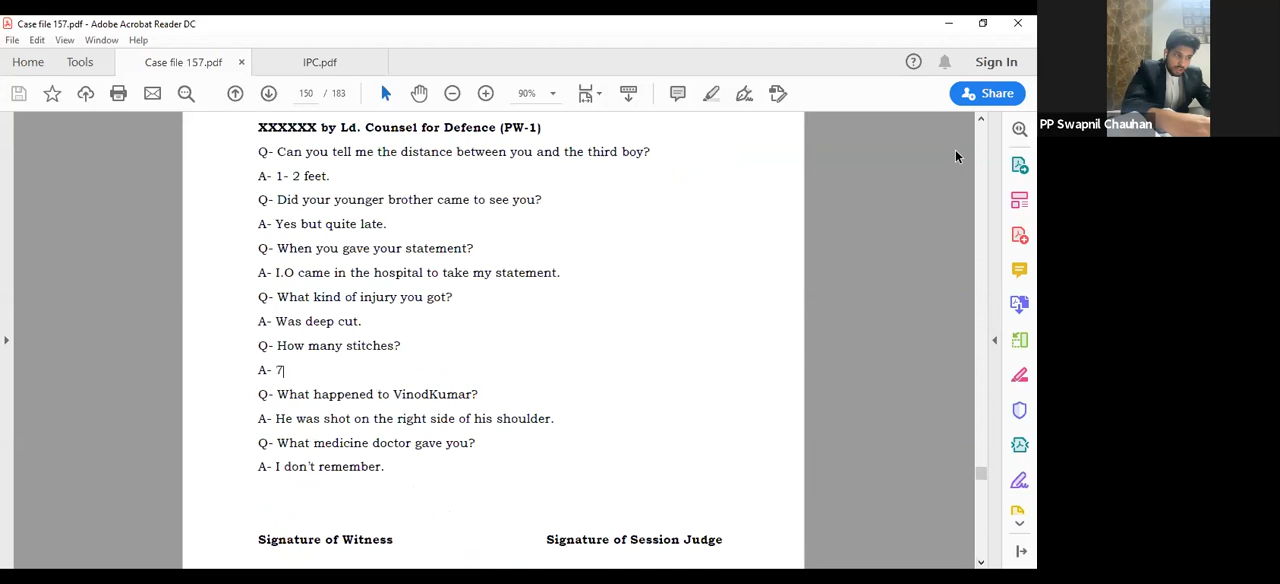 Case file 157.pdf - Adobe Acrobat Reader DC
File Edit View Window Help
Home Tools Case file 157.pdf × IPC.pdf Sign In
150 / 183 90% Share
PP Swapnil Chauhan
XXXXXX by Ld. Counsel for Defence (PW-1)
Q- Can you tell me the distance between you and the third boy?
A- 1- 2 feet.
Q- Did your younger brother came to see you?
A- Yes but quite late.
Q- When you gave your statement?
A- I.O came in the hospital to take my statement.
Q- What kind of injury you got?
A- Was deep cut.
Q- How many stitches?
A- 7
Q- What happened to VinodKumar?
A- He was shot on the right side of his shoulder.
Q- What medicine doctor gave you?
A- I don't remember.
Signature of Witness Signature of Session Judge